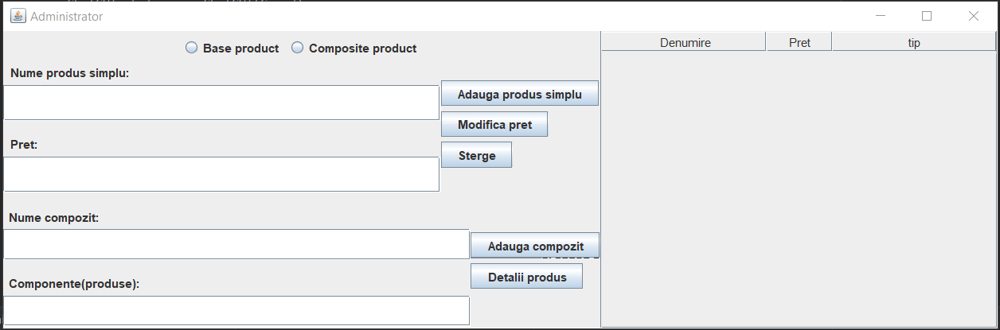 Administrator
Base product
Composite product
Denumire
Pret
tip
Nume produs simplu:
Adauga produs simplu
Modifica pret
Pret:
Sterge
Nume compozit:
Adauga compozit
Detalii produs
Componente(produse):